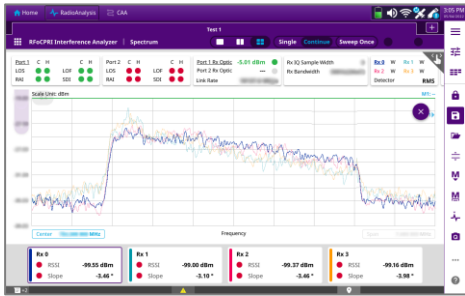 Home
RadioAnalysis
CAA
3:05 PM
Test 1
RFoCPRI Interference Analyzer | Spectrum
Single Continue Sweep Once
Port 1 C H
LOS LOF
RAI SDI
Port 2 C H
LOS LOF
RAI SDI
Port 1 Rx Optic -5.01 dBm
Port 2 Rx Optic ---
Link Rate
Rx IQ Sample Width
Rx Bandwidth
Rx 0 W Rx 1 W
Rx 2 W Rx 3 W
Detector RMS
Scale Unit: dBm
Center MHz
Frequency
Span
Rx 0
RSSI -99.55 dBm
Slope -3.46 °
Rx 1
RSSI -99.00 dBm
Slope -3.10 °
Rx 2
RSSI -99.37 dBm
Slope -3.46 °
Rx 3
RSSI -99.16 dBm
Slope -3.98 °